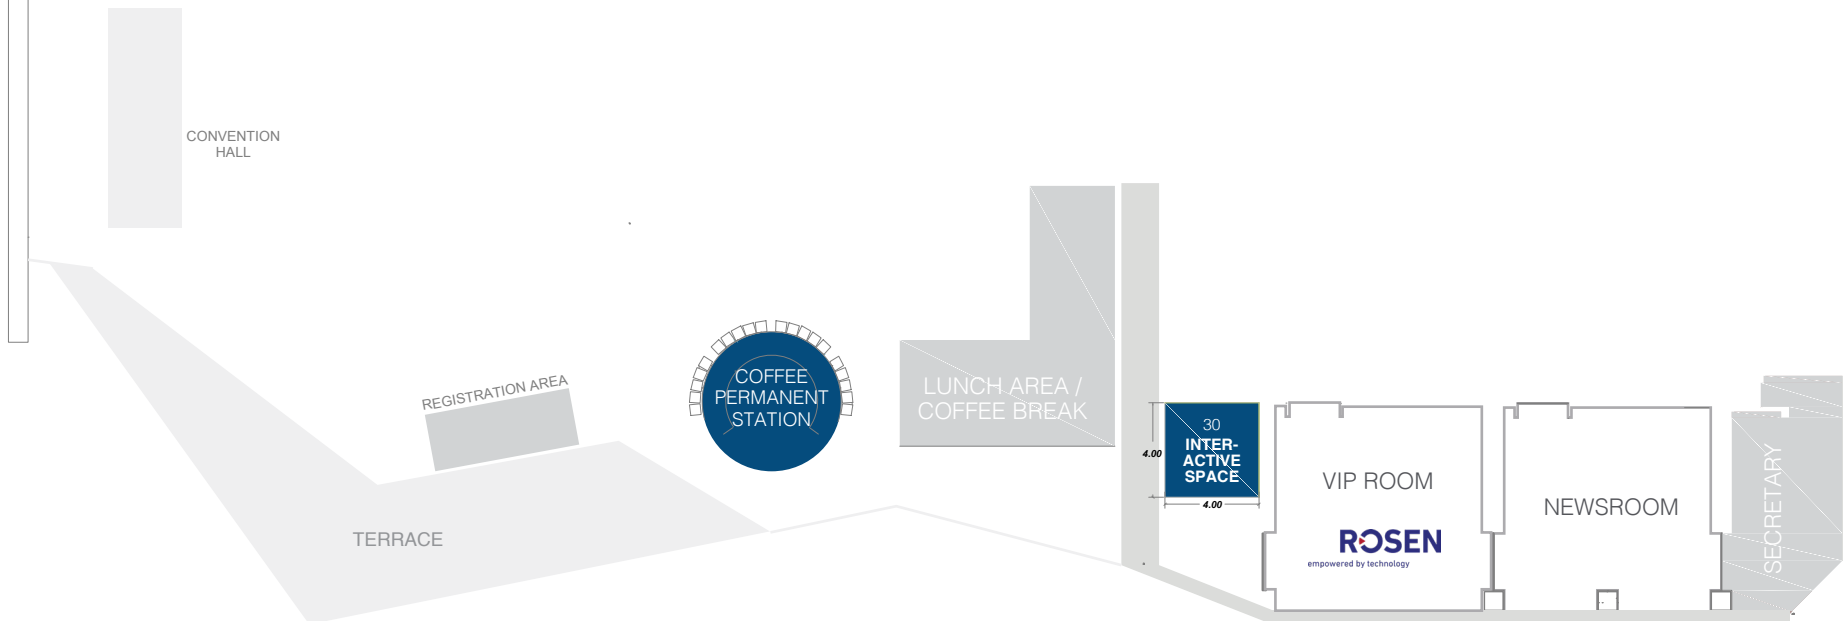 CONVENTION
HALL
REGISTRATION AREA
COFFEE
PERMANENT
STATION
LUNCH AREA /
COFFEE BREAK
30
INTER-
ACTIVE
SPACE
4.00
4.00
VIP ROOM
ROSEN
empowered by technology
NEWSROOM
SECRETARY
TERRACE